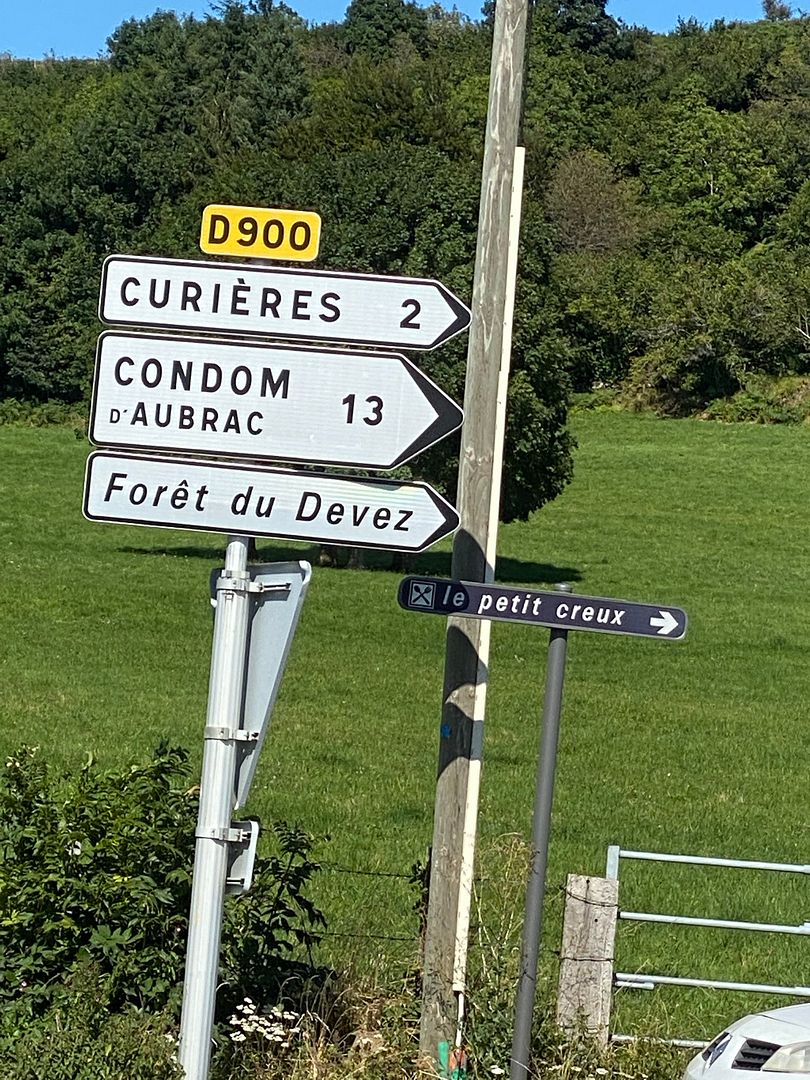 D900
CURIÈRES 2
CONDOM 13
D'AUBRAC
Forêt du Devez
le petit creux